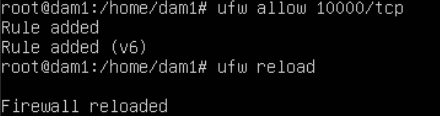 root@dam1:/home/dam1# ufw allow 10000/tcp
Rule added
Rule added (v6)
root@dam1:/home/dam1# ufw reload
Firewall reloaded